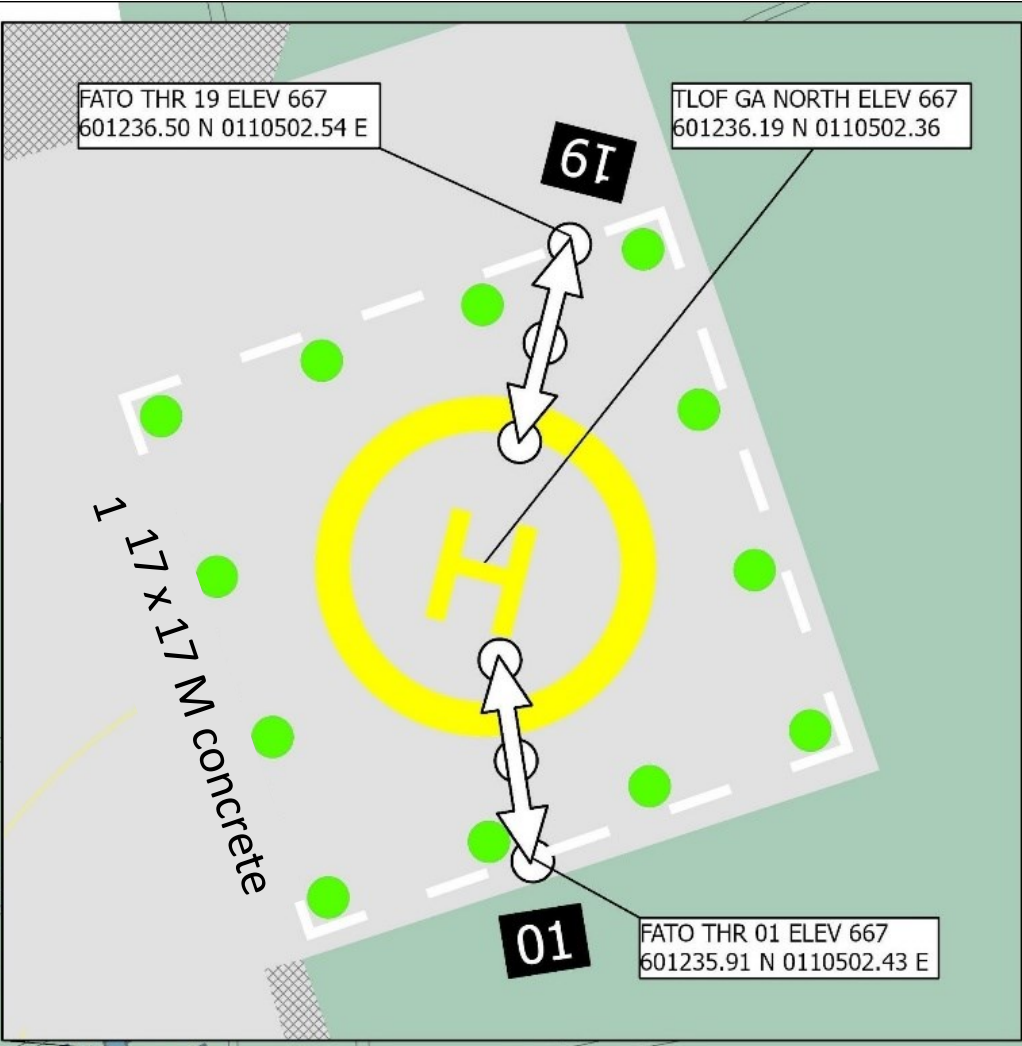 FATO THR 19 ELEV 667
601236.50 N 0110502.54 E
TLOF GA NORTH ELEV 667
601236.19 N 0110502.36
19
H
1 17 x 17 M concrete
01
FATO THR 01 ELEV 667
601235.91 N 0110502.43 E